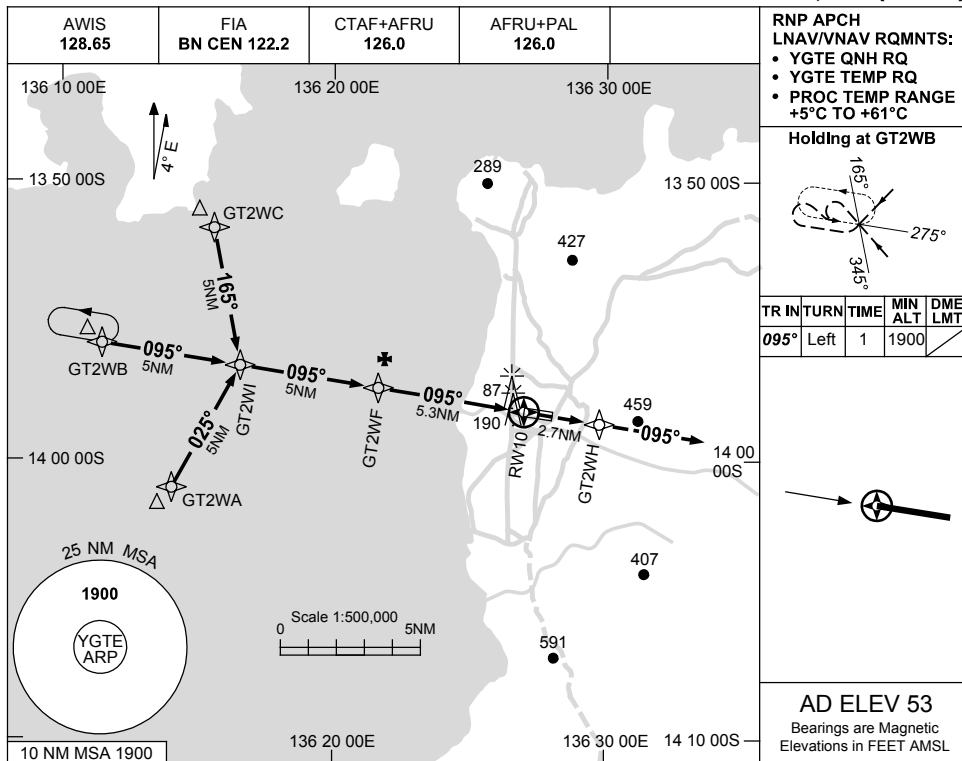 AWIS
128.65
FIA
BN CEN 122.2
CTAF+AFRU
126.0
AFRU+PAL
126.0
RNP APCH
LNAV/VNAV RQMNTS:
• YGTE QNH RQ
• YGTE TEMP RQ
• PROC TEMP RANGE
+5°C TO +61°C
136 10 00E
136 20 00E
136 30 00E
4° E
13 50 00S
13 50 00S
289
427
GT2WC
165°
5NM
GT2WB
095°
5NM
GT2WI
095°
5NM
GT2WF
095°
5.3NM
87
190
RW10
2.7NM
GT2WH
459
095°
025°
5NM
GT2WA
14 00 00S
14 00
00S
407
591
25 NM MSA
1900
YGTE
ARP
Scale 1:500,000
0
5NM
10 NM MSA 1900
136 20 00E
136 30 00E
14 10 00S
Holding at GT2WB
165°
275°
345°
TR IN
TURN
TIME
MIN
ALT
DME
LMT
095°
Left
1
1900
AD ELEV 53
Bearings are Magnetic
Elevations in FEET AMSL